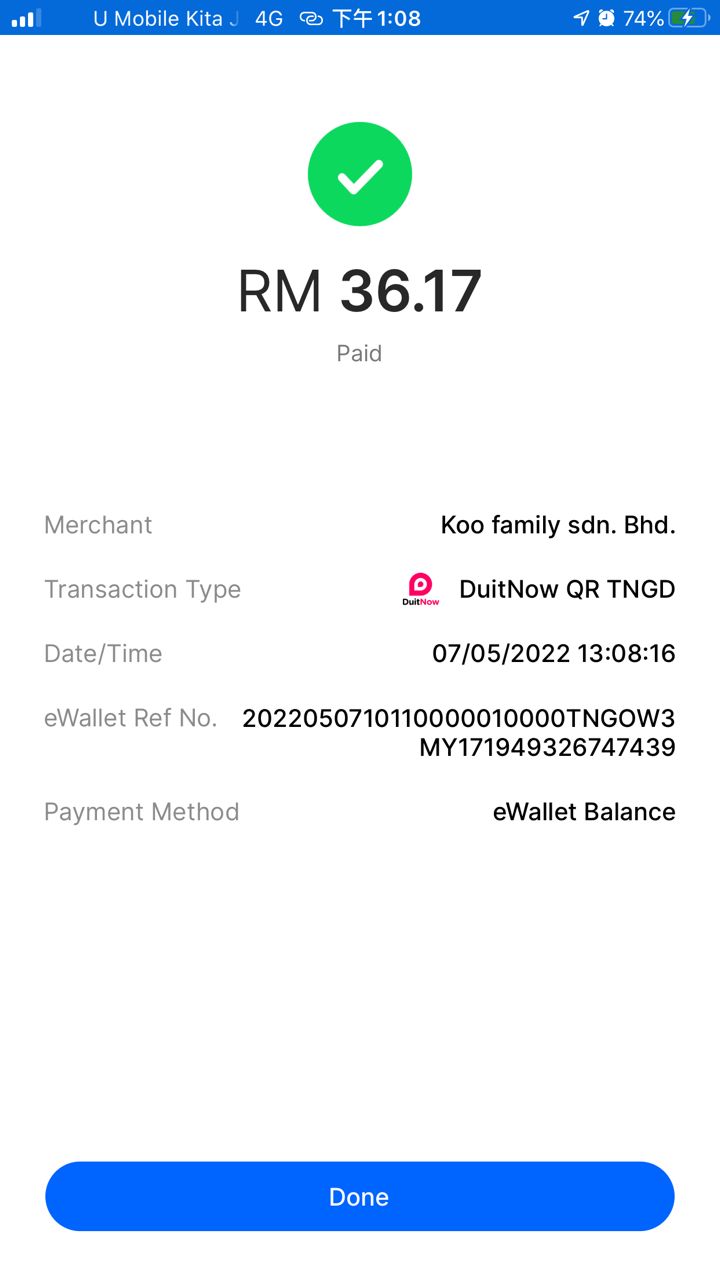 U Mobile Kita 4G 下午1:08 74%
RM 36.17
Paid
Merchant Koo family sdn. Bhd.
Transaction Type DuitNow DuitNow QR TNGD
Date/Time 07/05/2022 13:08:16
eWallet Ref No. 20220507101100000010000TNGOW3
MY171949326747439
Payment Method eWallet Balance
Done